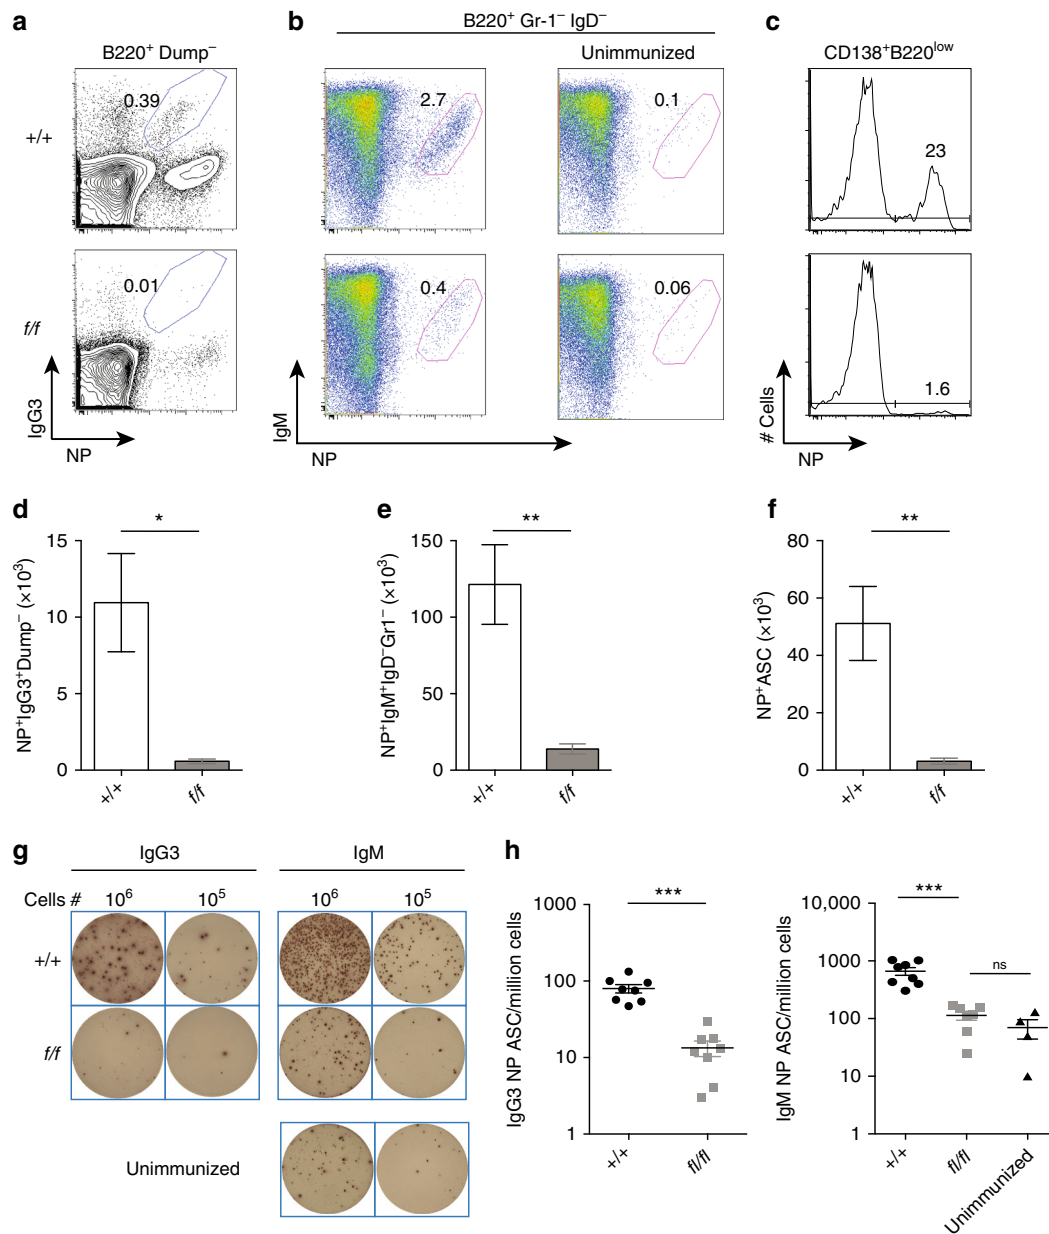 a
B220+ Dump−
+/+
0.39
f/f
0.01
IgG3
NP
b
B220+ Gr-1− IgD−
Unimmunized
2.7
0.1
0.4
0.06
IgM
NP
c
CD138+B220low
23
1.6
# Cells
NP
d
*
NP+IgG3+Dump− (×10³)
15
10
5
0
+/+
f/f
e
**
NP+IgM+IgD−Gr1− (×10³)
150
100
50
0
+/+
f/f
f
**
NP+ASC (×10³)
80
60
40
20
0
+/+
f/f
g
IgG3
IgM
Cells # 10⁶ 10⁵ 10⁶ 10⁵
+/+
f/f
Unimmunized
h
***
IgG3 NP ASC/million cells
1000
100
10
1
+/+
fl/fl
***
ns
IgM NP ASC/million cells
10,000
1000
100
10
1
+/+
fl/fl
Unimmunized